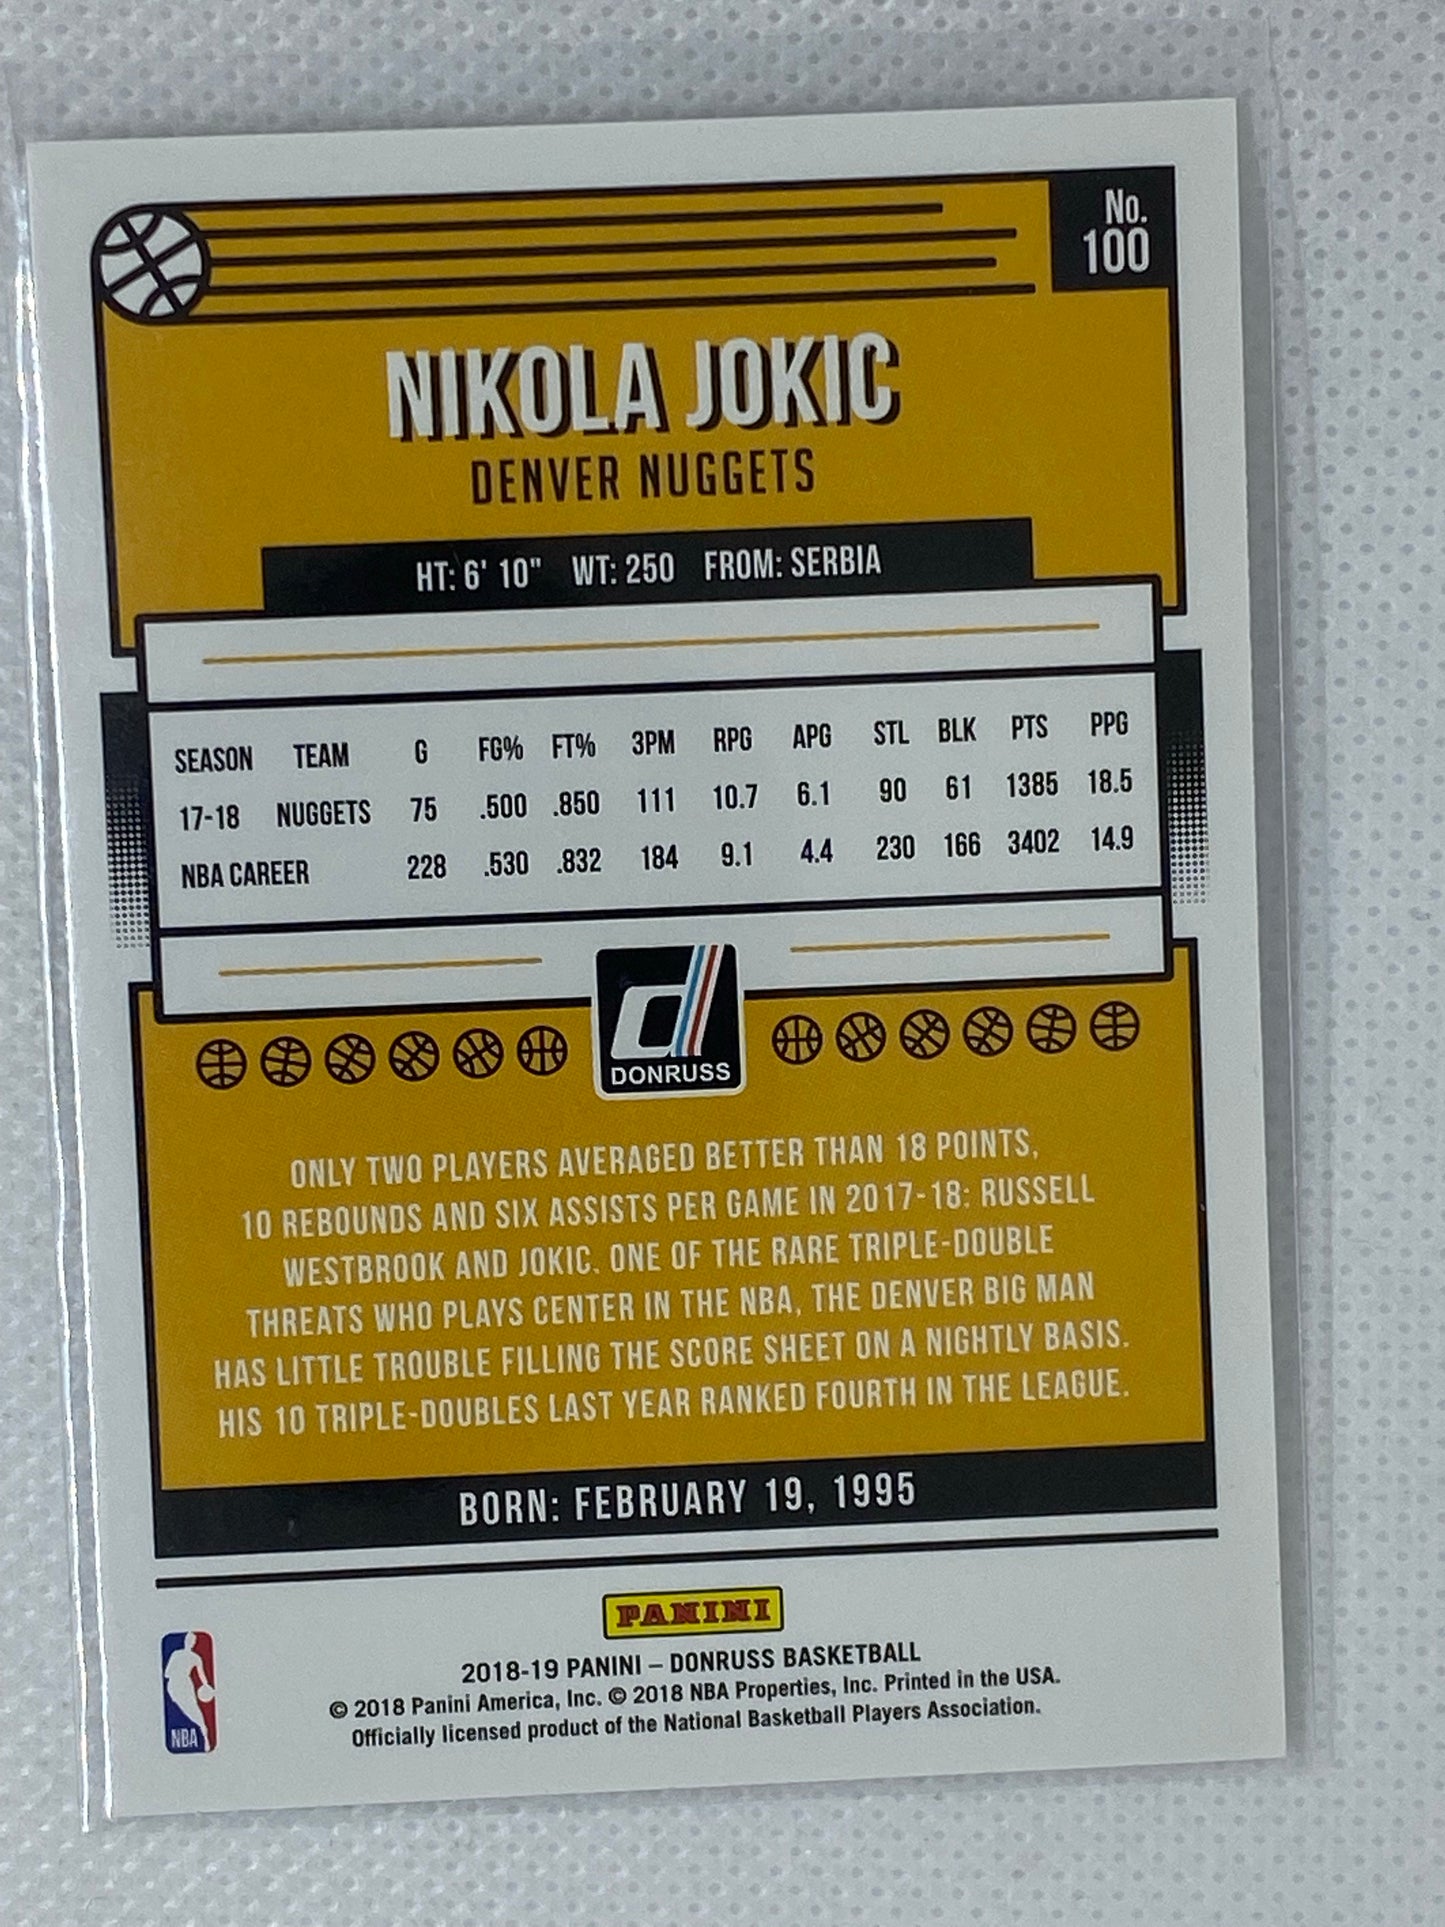 No.
100
NIKOLA JOKIC
DENVER NUGGETS
HT: 6' 10" WT: 250 FROM: SERBIA
SEASON TEAM G FG% FT% 3PM RPG APG STL BLK PTS PPG
17-18 NUGGETS 75 .500 .850 111 10.7 6.1 90 61 1385 18.5
NBA CAREER 228 .530 .832 184 9.1 4.4 230 166 3402 14.9
d
DONRUSS
ONLY TWO PLAYERS AVERAGED BETTER THAN 18 POINTS,
10 REBOUNDS AND SIX ASSISTS PER GAME IN 2017-18: RUSSELL
WESTBROOK AND JOKIC. ONE OF THE RARE TRIPLE-DOUBLE
THREATS WHO PLAYS CENTER IN THE NBA, THE DENVER BIG MAN
HAS LITTLE TROUBLE FILLING THE SCORE SHEET ON A NIGHTLY BASIS.
HIS 10 TRIPLE-DOUBLES LAST YEAR RANKED FOURTH IN THE LEAGUE.
BORN: FEBRUARY 19, 1995
PANINI
2018-19 PANINI – DONRUSS BASKETBALL
© 2018 Panini America, Inc. © 2018 NBA Properties, Inc. Printed in the USA.
Officially licensed product of the National Basketball Players Association.
NBA